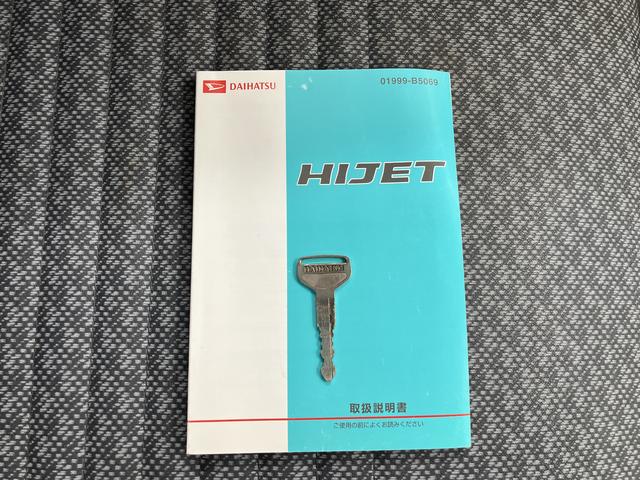 DAIHATSU
01999-B5069
HIJET
DAIHATSU
取扱説明書
ご使用の前によくお読みください